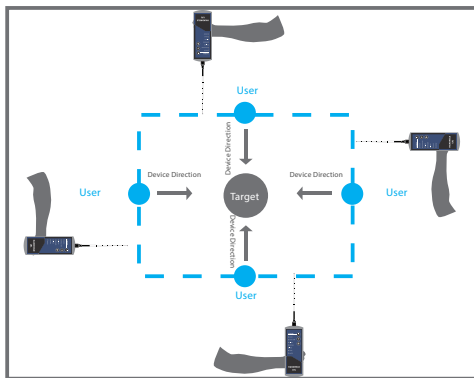 User
Device Direction
Device Direction
Device Direction
User
Target
User
Device Direction
User